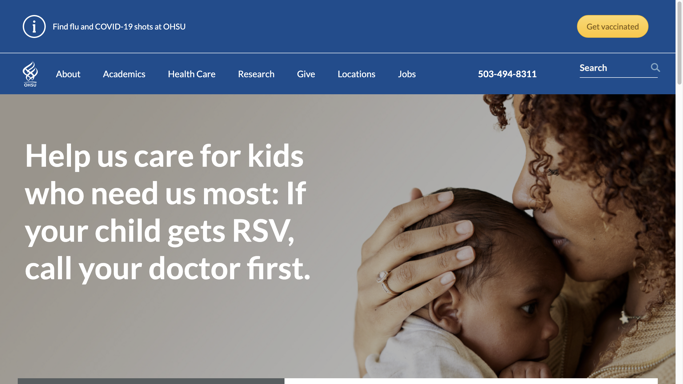 Find flu and COVID-19 shots at OHSU
Get vaccinated
OHSU
About
Academics
Health Care
Research
Give
Locations
Jobs
503-494-8311
Search
Help us care for kids
who need us most: If
your child gets RSV,
call your doctor first.